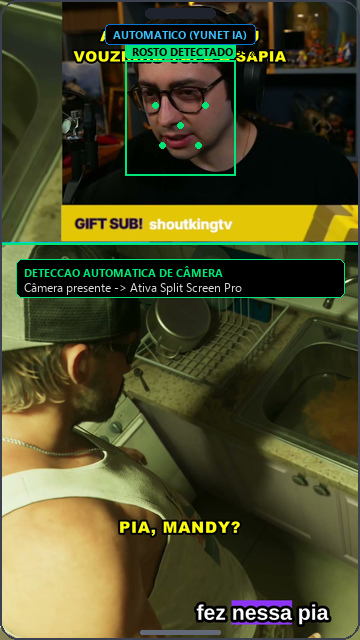 AUTOMATICO (YUNET IA)
ROSTO DETECTADO
GIFT SUB! shoutkingtv
DETECCAO AUTOMATICA DE CÂMERA
Câmera presente -> Ativa Split Screen Pro
PIA, MANDY?
fez nessa pia